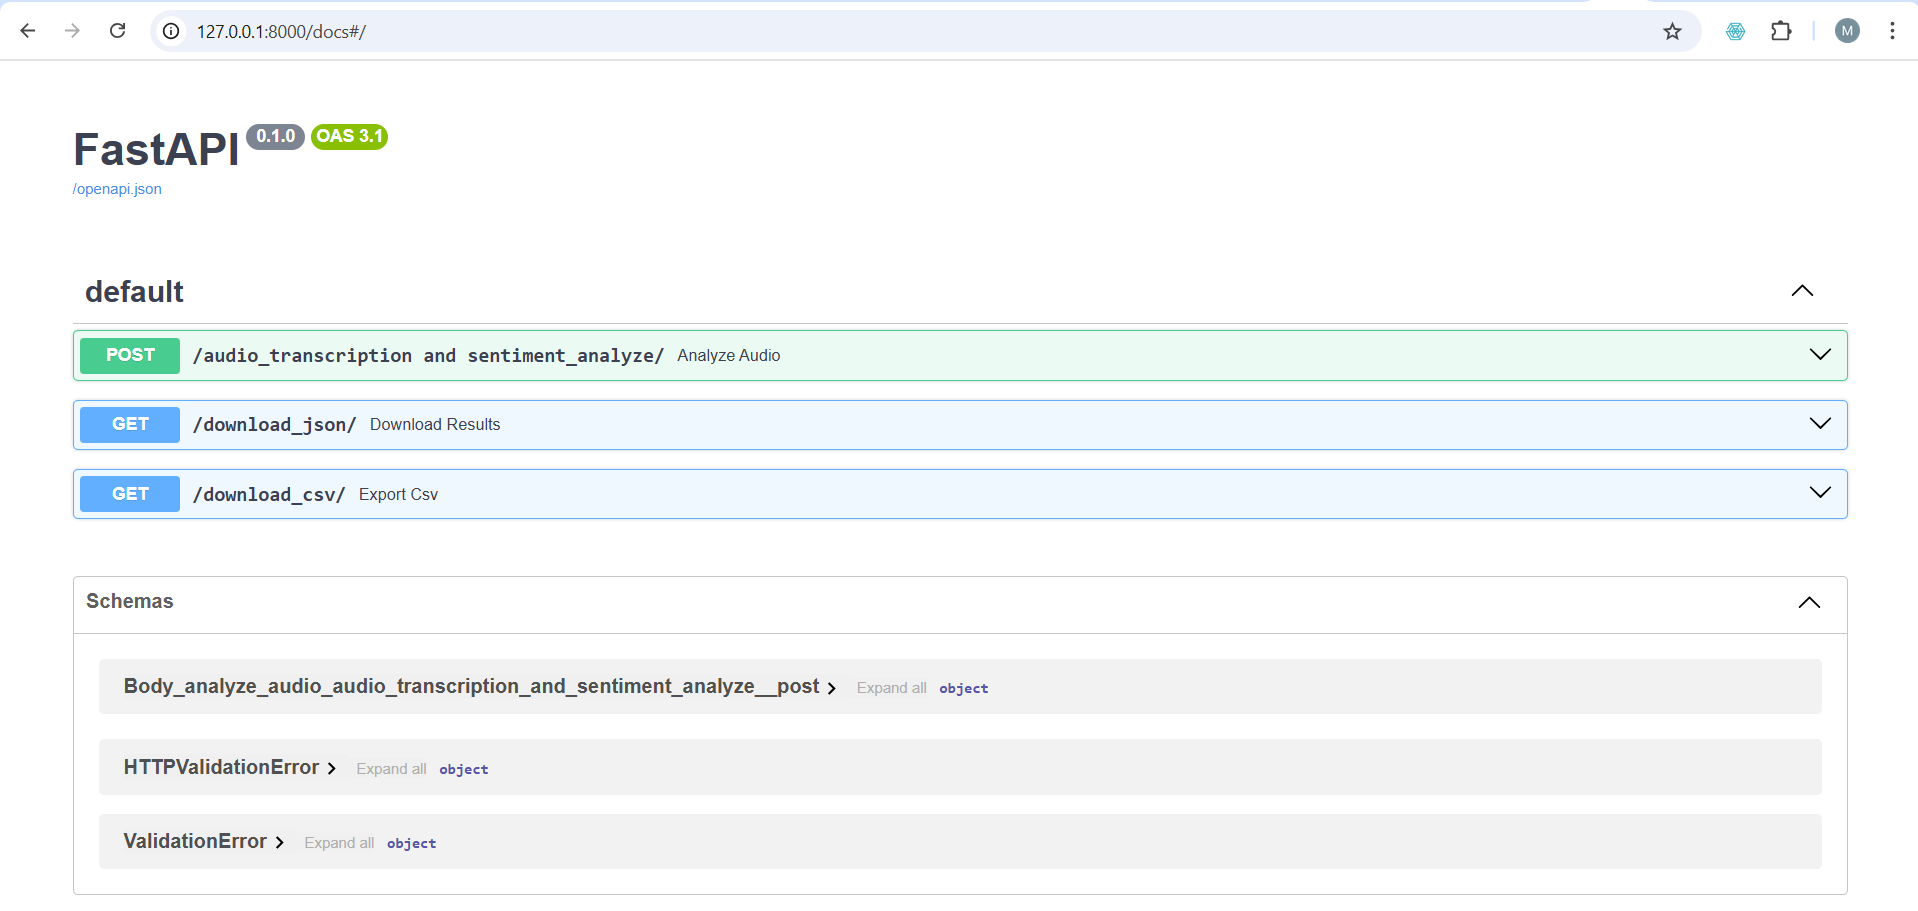 127.0.0.1:8000/docs#/
M
FastAPI 0.1.0 OAS 3.1
/openapi.json
default
POST /audio_transcription and sentiment_analyze/ Analyze Audio
GET /download_json/ Download Results
GET /download_csv/ Export Csv
Schemas
Body_analyze_audio_audio_transcription_and_sentiment_analyze__post Expand all object
HTTPValidationError Expand all object
ValidationError Expand all object